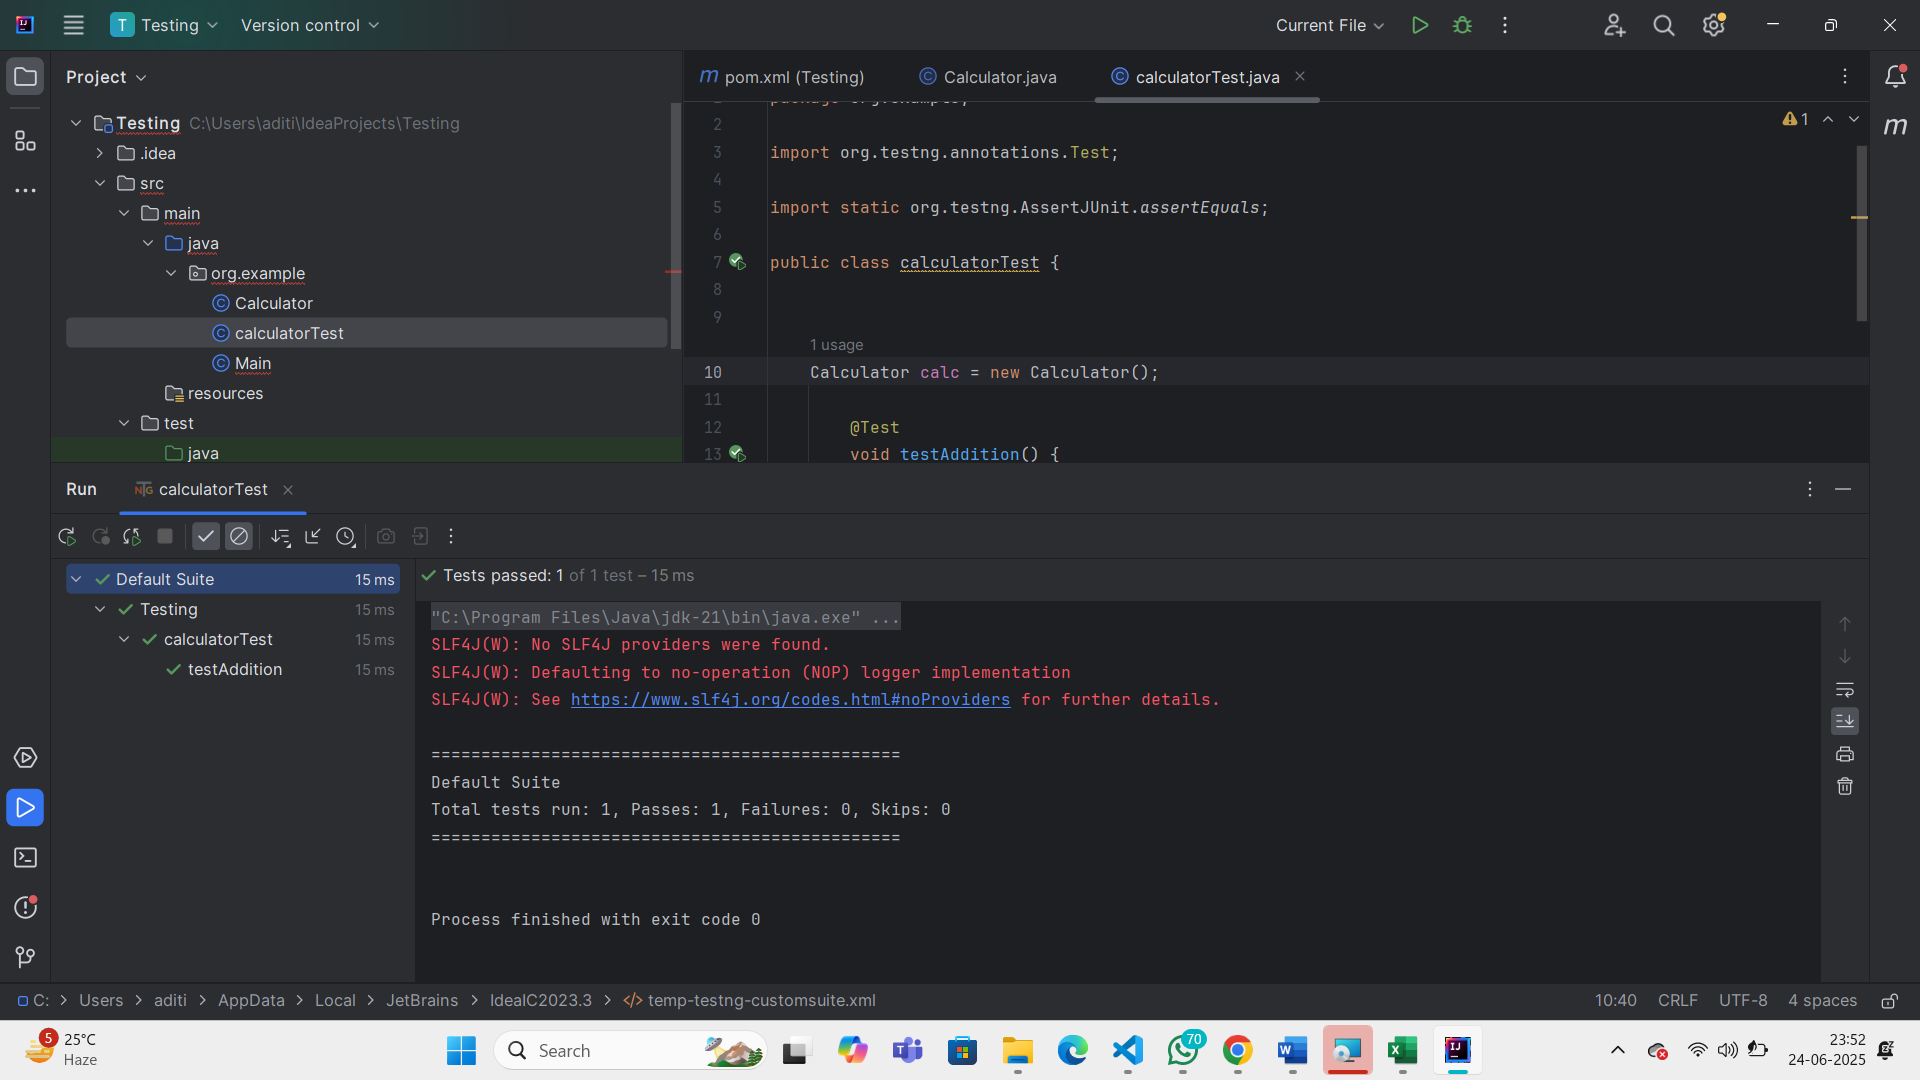 T Testing Version control Current File
Project
pom.xml (Testing) Calculator.java calculatorTest.java
Testing C:\Users\aditi\IdeaProjects\Testing
.idea
src
main
java
org.example
Calculator
calculatorTest
Main
resources
test
java
2
3 import org.testng.annotations.Test;
4
5 import static org.testng.AssertJUnit.assertEquals;
6
7 public class calculatorTest {
8
9
1 usage
10 Calculator calc = new Calculator();
11
12 @Test
13 void testAddition() {
1
Run calculatorTest
Default Suite 15 ms
Testing 15 ms
calculatorTest 15 ms
testAddition 15 ms
Tests passed: 1 of 1 test – 15 ms
"C:\Program Files\Java\jdk-21\bin\java.exe" ...
SLF4J(W): No SLF4J providers were found.
SLF4J(W): Defaulting to no-operation (NOP) logger implementation
SLF4J(W): See https://www.slf4j.org/codes.html#noProviders for further details.
===============================================
Default Suite
Total tests run: 1, Passes: 1, Failures: 0, Skips: 0
===============================================
Process finished with exit code 0
C: > Users > aditi > AppData > Local > JetBrains > IdeaIC2023.3 > temp-testng-customsuite.xml 10:40 CRLF UTF-8 4 spaces
5 25°C
Haze
Search
70
23:52
24-06-2025